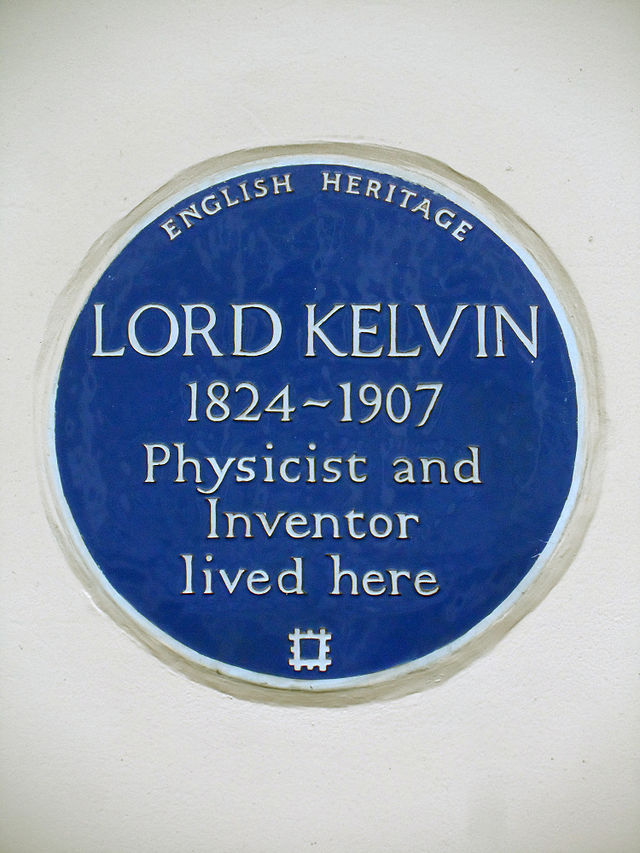 ENGLISH HERITAGE
LORD KELVIN
1824~1907
Physicist and
Inventor
lived here